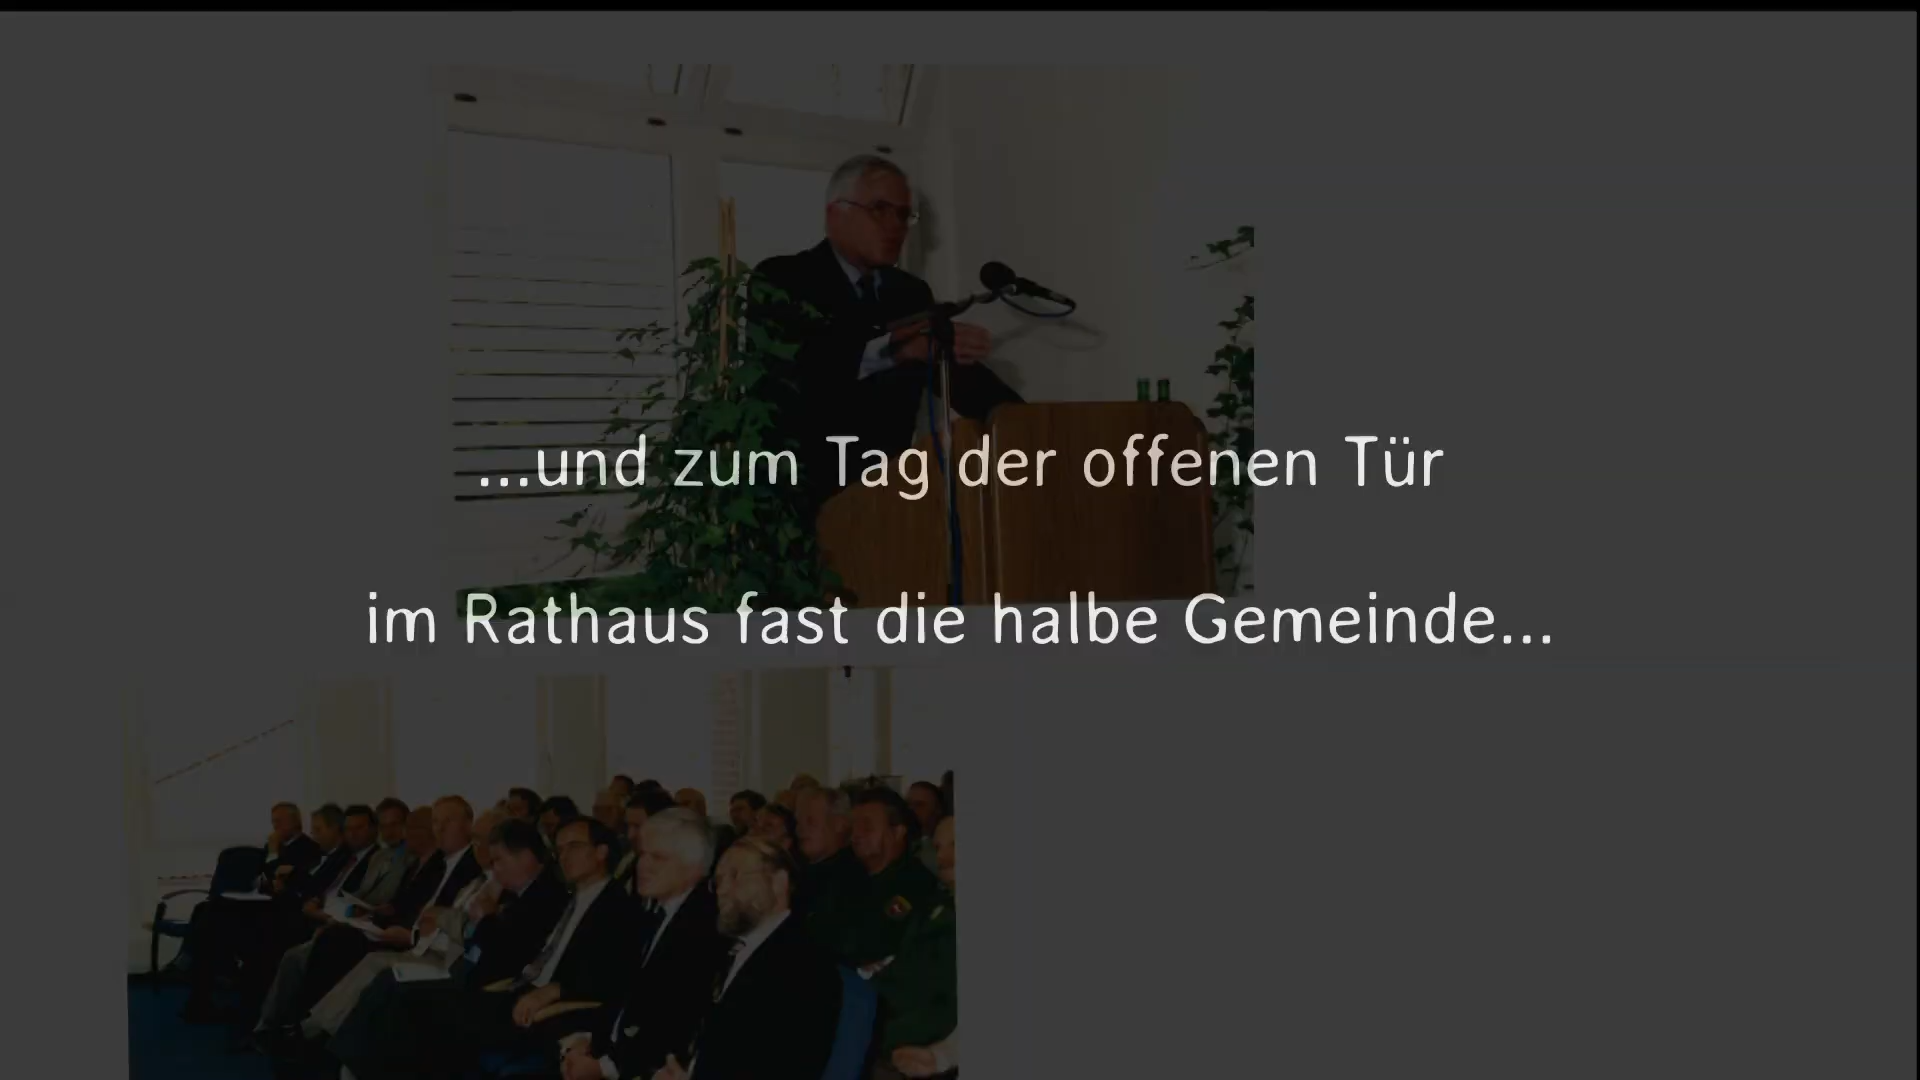 ...und zum Tag der offenen Tür
im Rathaus fast die halbe Gemeinde...